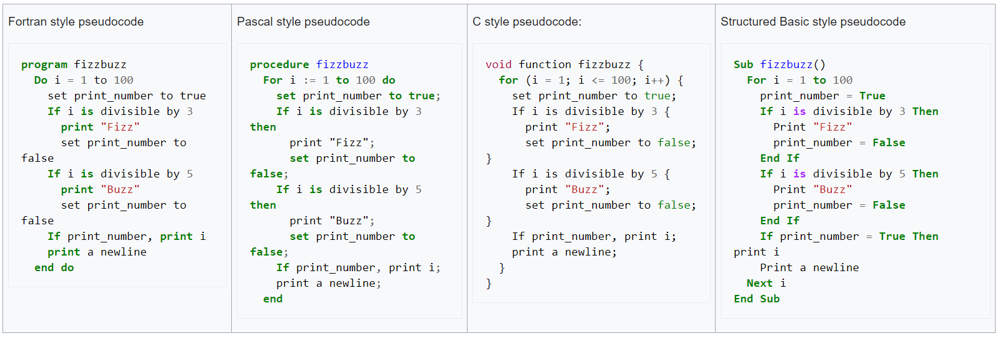 Fortran style pseudocode
program fizzbuzz
Do i = 1 to 100
set print_number to true
If i is divisible by 3
print "Fizz"
set print_number to
false
If i is divisible by 5
print "Buzz"
set print_number to
false
If print_number, print i
print a newline
end do
Pascal style pseudocode
procedure fizzbuzz
For i := 1 to 100 do
set print_number to true;
If i is divisible by 3
then
print "Fizz";
set print_number to
false;
If i is divisible by 5
then
print "Buzz";
set print_number to
false;
If print_number, print i;
print a newline;
end
C style pseudocode:
void function fizzbuzz {
for (i = 1; i <= 100; i++) {
set print_number to true;
If i is divisible by 3 {
print "Fizz";
set print_number to false;
}
If i is divisible by 5 {
print "Buzz";
set print_number to false;
}
If print_number, print i;
print a newline;
}
}
Structured Basic style pseudocode
Sub fizzbuzz()
For i = 1 to 100
print_number = True
If i is divisible by 3 Then
Print "Fizz"
print_number = False
End If
If i is divisible by 5 Then
Print "Buzz"
print_number = False
End If
If print_number = True Then
print i
Print a newline
Next i
End Sub